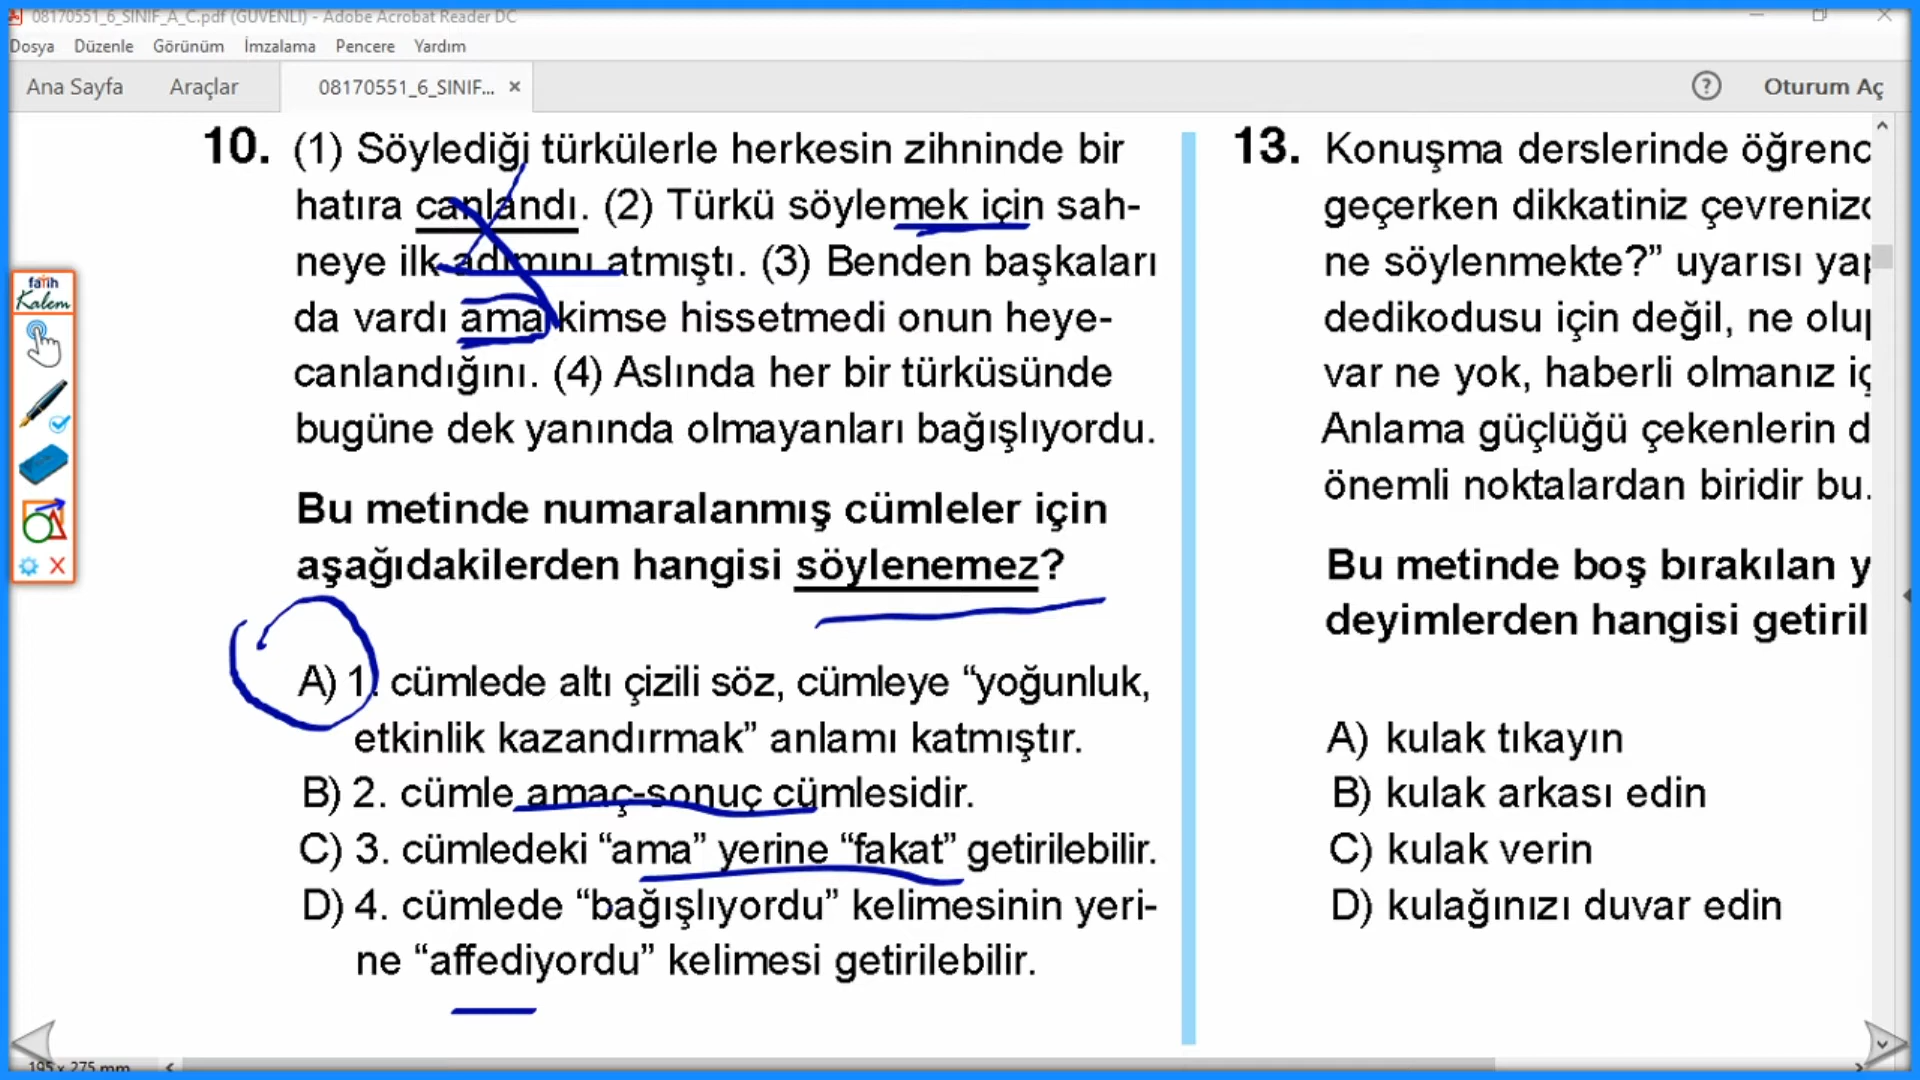 08170551_6_SINIF_A_C.pdf (GÜVENLİ) - Adobe Acrobat Reader DC
Dosya Düzenle Görünüm İmzalama Pencere Yardım
Ana Sayfa Araçlar 08170551_6_SINIF... × ? Oturum Aç
fatih
Kalem
10. (1) Söylediği türkülerle herkesin zihninde bir
hatıra canlandı. (2) Türkü söylemek için sah-
neye ilk adımını atmıştı. (3) Benden başkaları
da vardı ama kimse hissetmedi onun heye-
canlandığını. (4) Aslında her bir türküsünde
bugüne dek yanında olmayanları bağışlıyordu.
Bu metinde numaralanmış cümleler için
aşağıdakilerden hangisi söylenemez?
A) 1. cümlede altı çizili söz, cümleye “yoğunluk,
etkinlik kazandırmak” anlamı katmıştır.
B) 2. cümle amaç-sonuç cümlesidir.
C) 3. cümledeki “ama” yerine “fakat” getirilebilir.
D) 4. cümlede “bağışlıyordu” kelimesinin yeri-
ne “affediyordu” kelimesi getirilebilir.
13. Konuşma derslerinde öğrenc
geçerken dikkatiniz çevrenizd
ne söylenmekte?” uyarısı yap
dedikodusu için değil, ne olup
var ne yok, haberli olmanız iç
Anlama güçlüğü çekenlerin d
önemli noktalardan biridir bu.
Bu metinde boş bırakılan y
deyimlerden hangisi getiril
A) kulak tıkayın
B) kulak arkası edin
C) kulak verin
D) kulağınızı duvar edin
195 x 275 mm